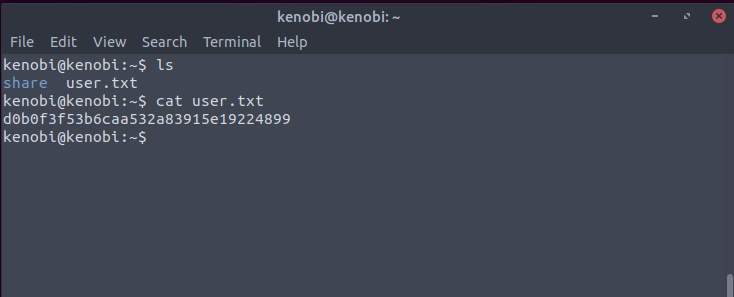 kenobi@kenobi: ~
File Edit View Search Terminal Help
kenobi@kenobi:~$ ls
share  user.txt
kenobi@kenobi:~$ cat user.txt
d0b0f3f53b6caa532a83915e19224899
kenobi@kenobi:~$